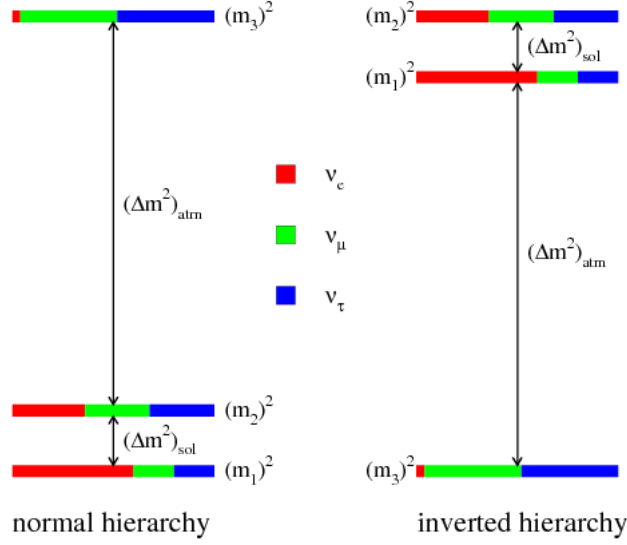 (m₃)²
(m₂)²
(Δm²)sol
(m₁)²
νe
(Δm²)atm
νμ
(Δm²)atm
ντ
(m₂)²
(Δm²)sol
(m₁)²
(m₃)²
normal hierarchy
inverted hierarchy